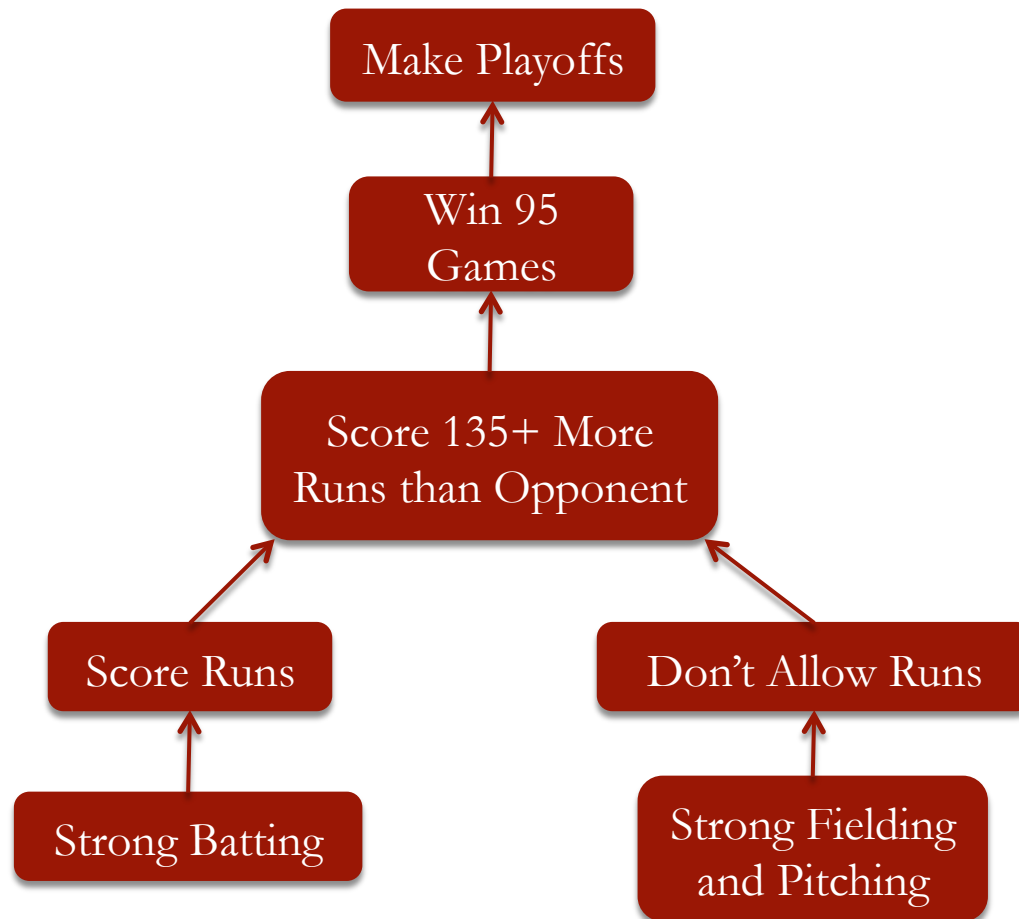 Make Playoffs
Win 95
Games
Score 135+ More
Runs than Opponent
Score Runs
Don’t Allow Runs
Strong Batting
Strong Fielding
and Pitching